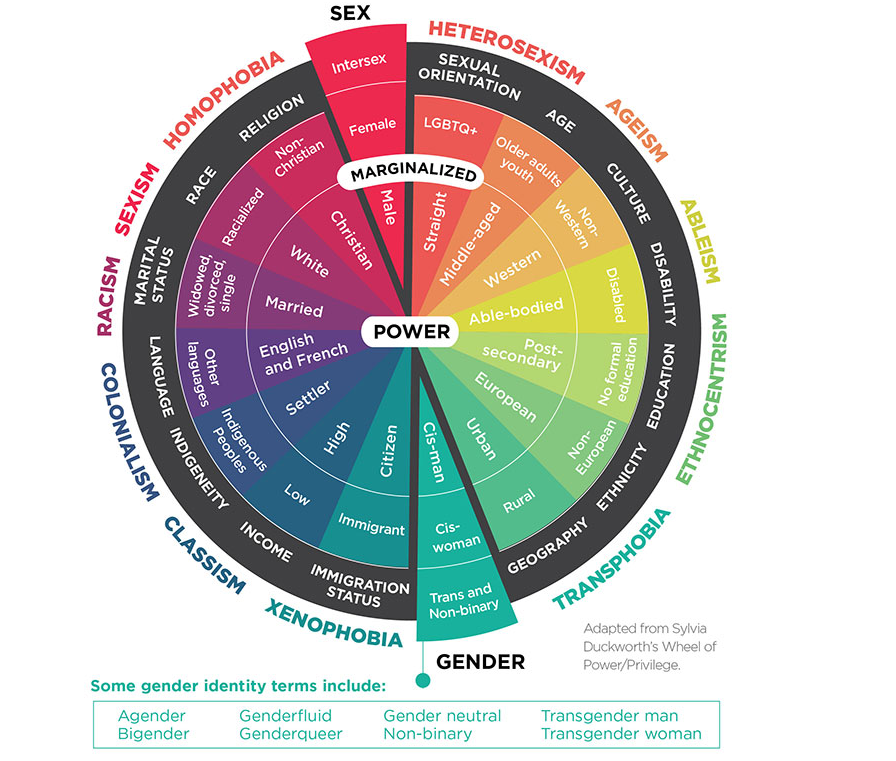 SEX
HETEROSEXISM
AGEISM
ABLEISM
ETHNOCENTRISM
TRANSPHOBIA
XENOPHOBIA
CLASSISM
COLONIALISM
RACISM
SEXISM
HOMOPHOBIA
Intersex
Female
Male
SEXUAL
ORIENTATION
LGBTQ+
Straight
AGE
Older adults
youth
Middle-aged
CULTURE
Non-
Western
Western
DISABILITY
Disabled
Able-bodied
EDUCATION
No formal
education
Post-
secondary
ETHNICITY
Non-
European
European
GEOGRAPHY
Rural
Urban
Cis-man
Cis-
woman
Trans and
Non-binary
GENDER
IMMIGRATION
STATUS
Immigrant
Citizen
INCOME
Low
High
INDIGENEITY
Indigenous
Peoples
Settler
LANGUAGE
Other
languages
English
and French
MARITAL
STATUS
Widowed,
divorced,
single
Married
RACE
Racialized
White
RELIGION
Non-
Christian
Christian
MARGINALIZED
POWER
Adapted from Sylvia
Duckworth's Wheel of
Power/Privilege.
Some gender identity terms include:
Agender Genderfluid Gender neutral Transgender man
Bigender Genderqueer Non-binary Transgender woman